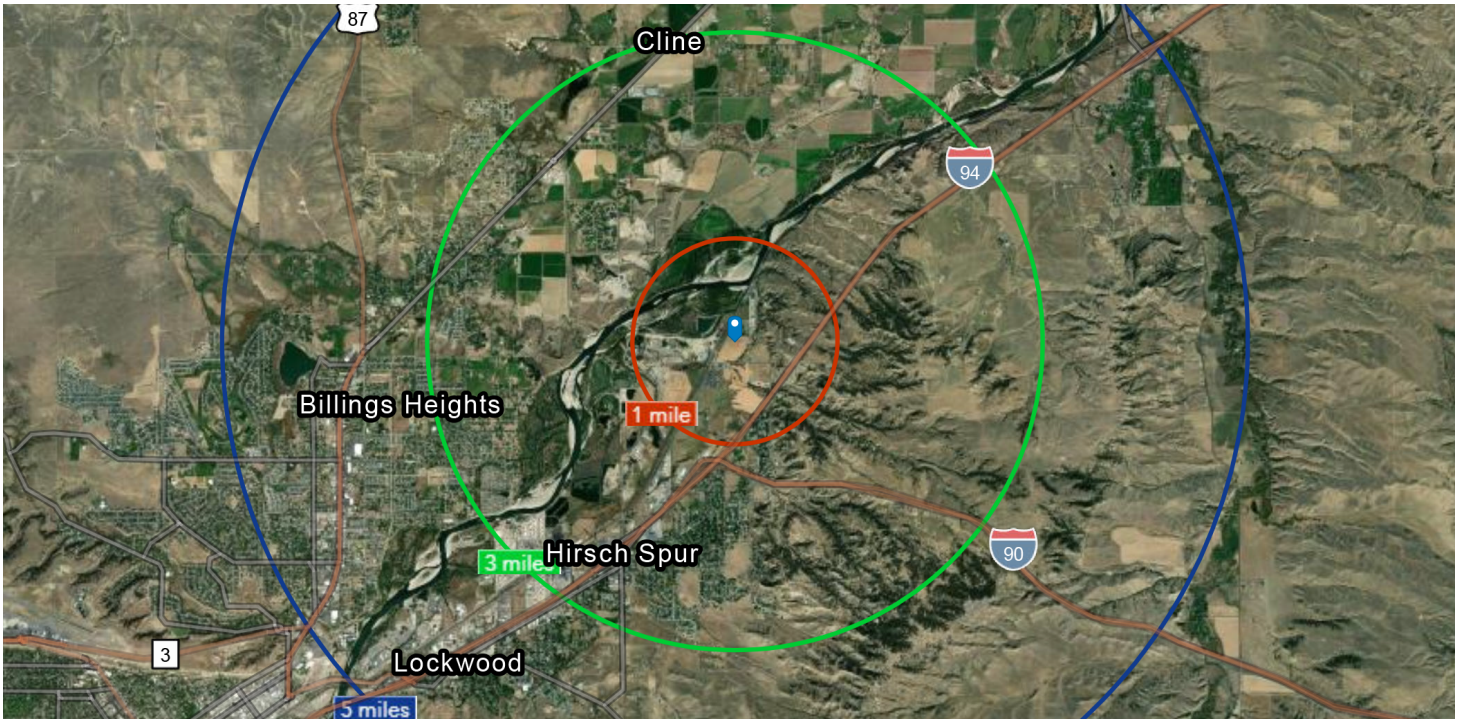 87
Cline
94
Billings Heights
1 mile
90
Hirsch Spur
3 miles
3
Lockwood
5 miles